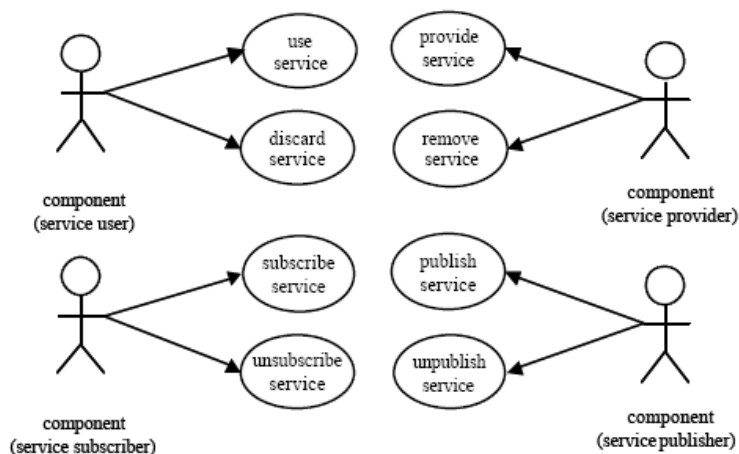 use
service
provide
service
discard
service
remove
service
component
(service user)
component
(service provider)
subscribe
service
publish
service
unsubscribe
service
unpublish
service
component
(service subscriber)
component
(service publisher)